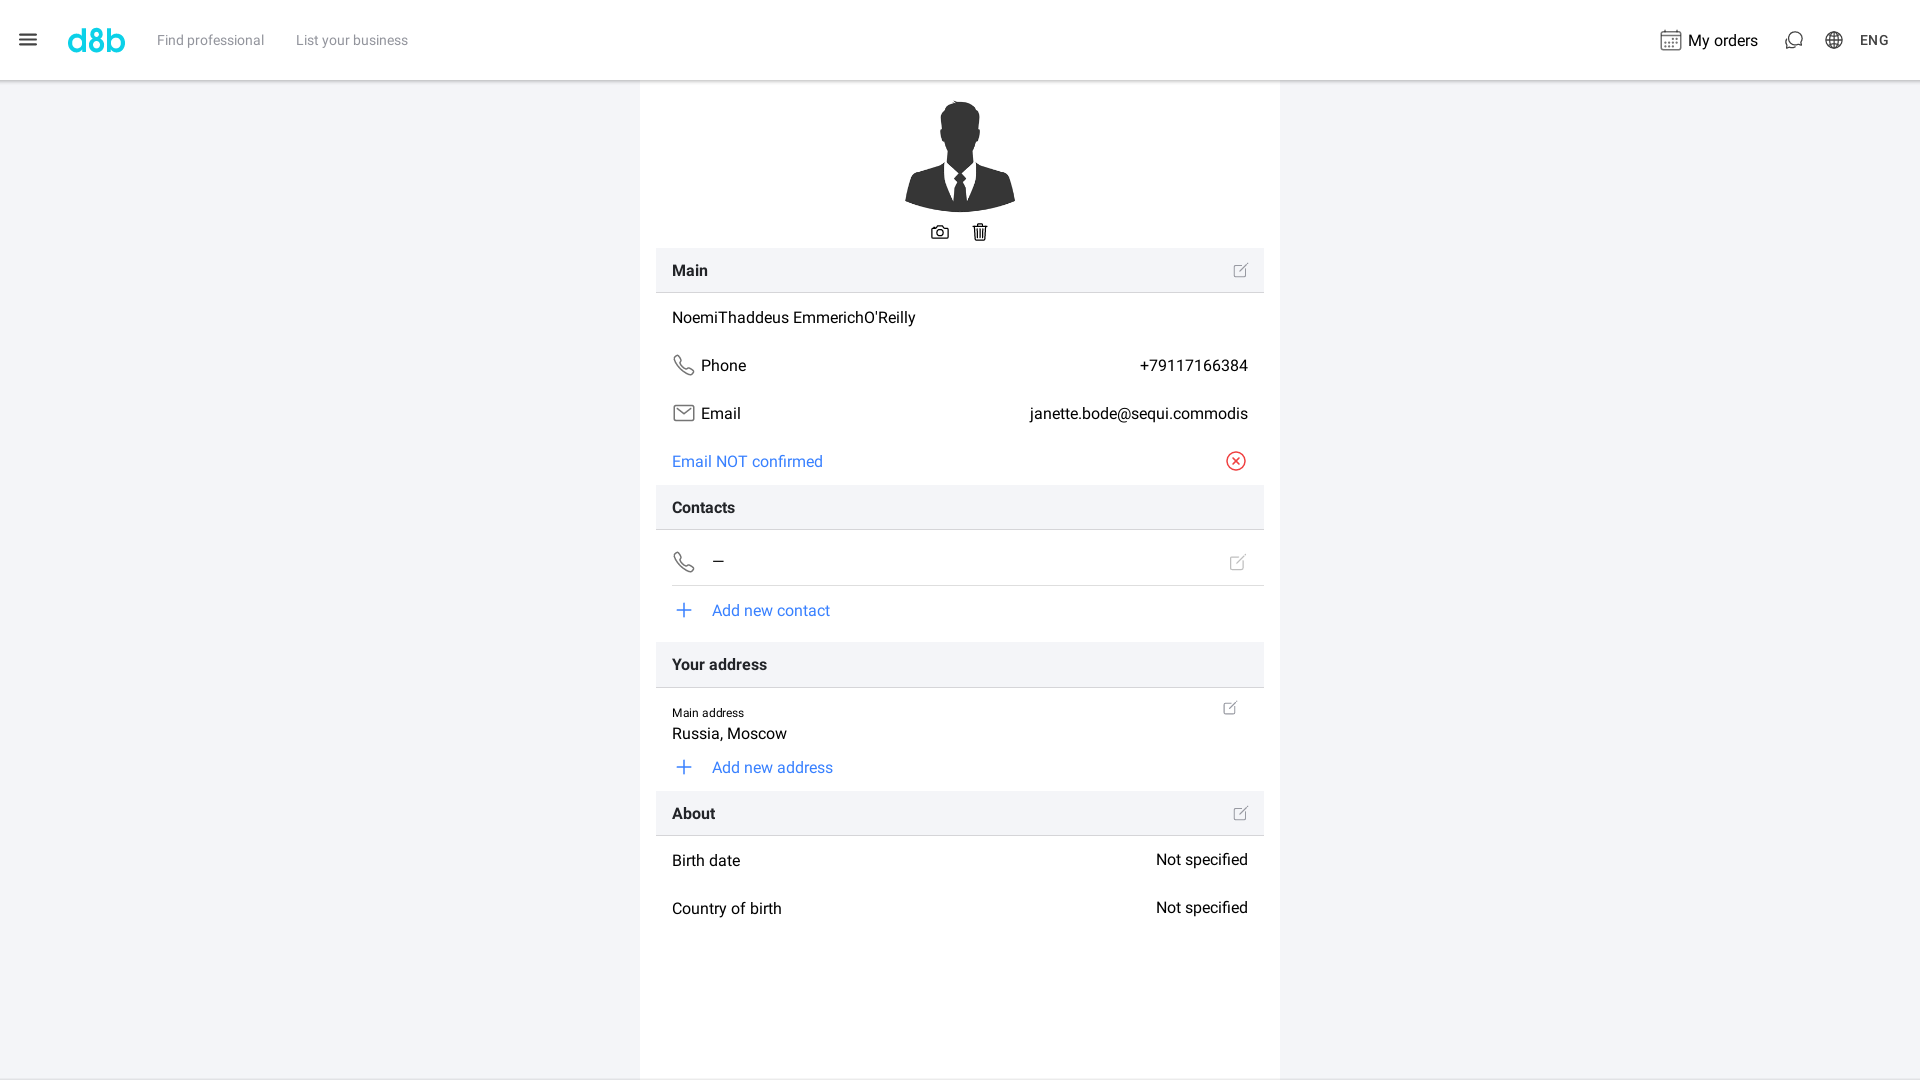 d8b
Find professional
List your business
My orders
ENG
Main
NoemiThaddeus EmmerichO'Reilly
Phone
+79117166384
Email
janette.bode@sequi.commodis
Email NOT confirmed
Contacts
—
Add new contact
Your address
Main address
Russia, Moscow
Add new address
About
Birth date
Not specified
Country of birth
Not specified